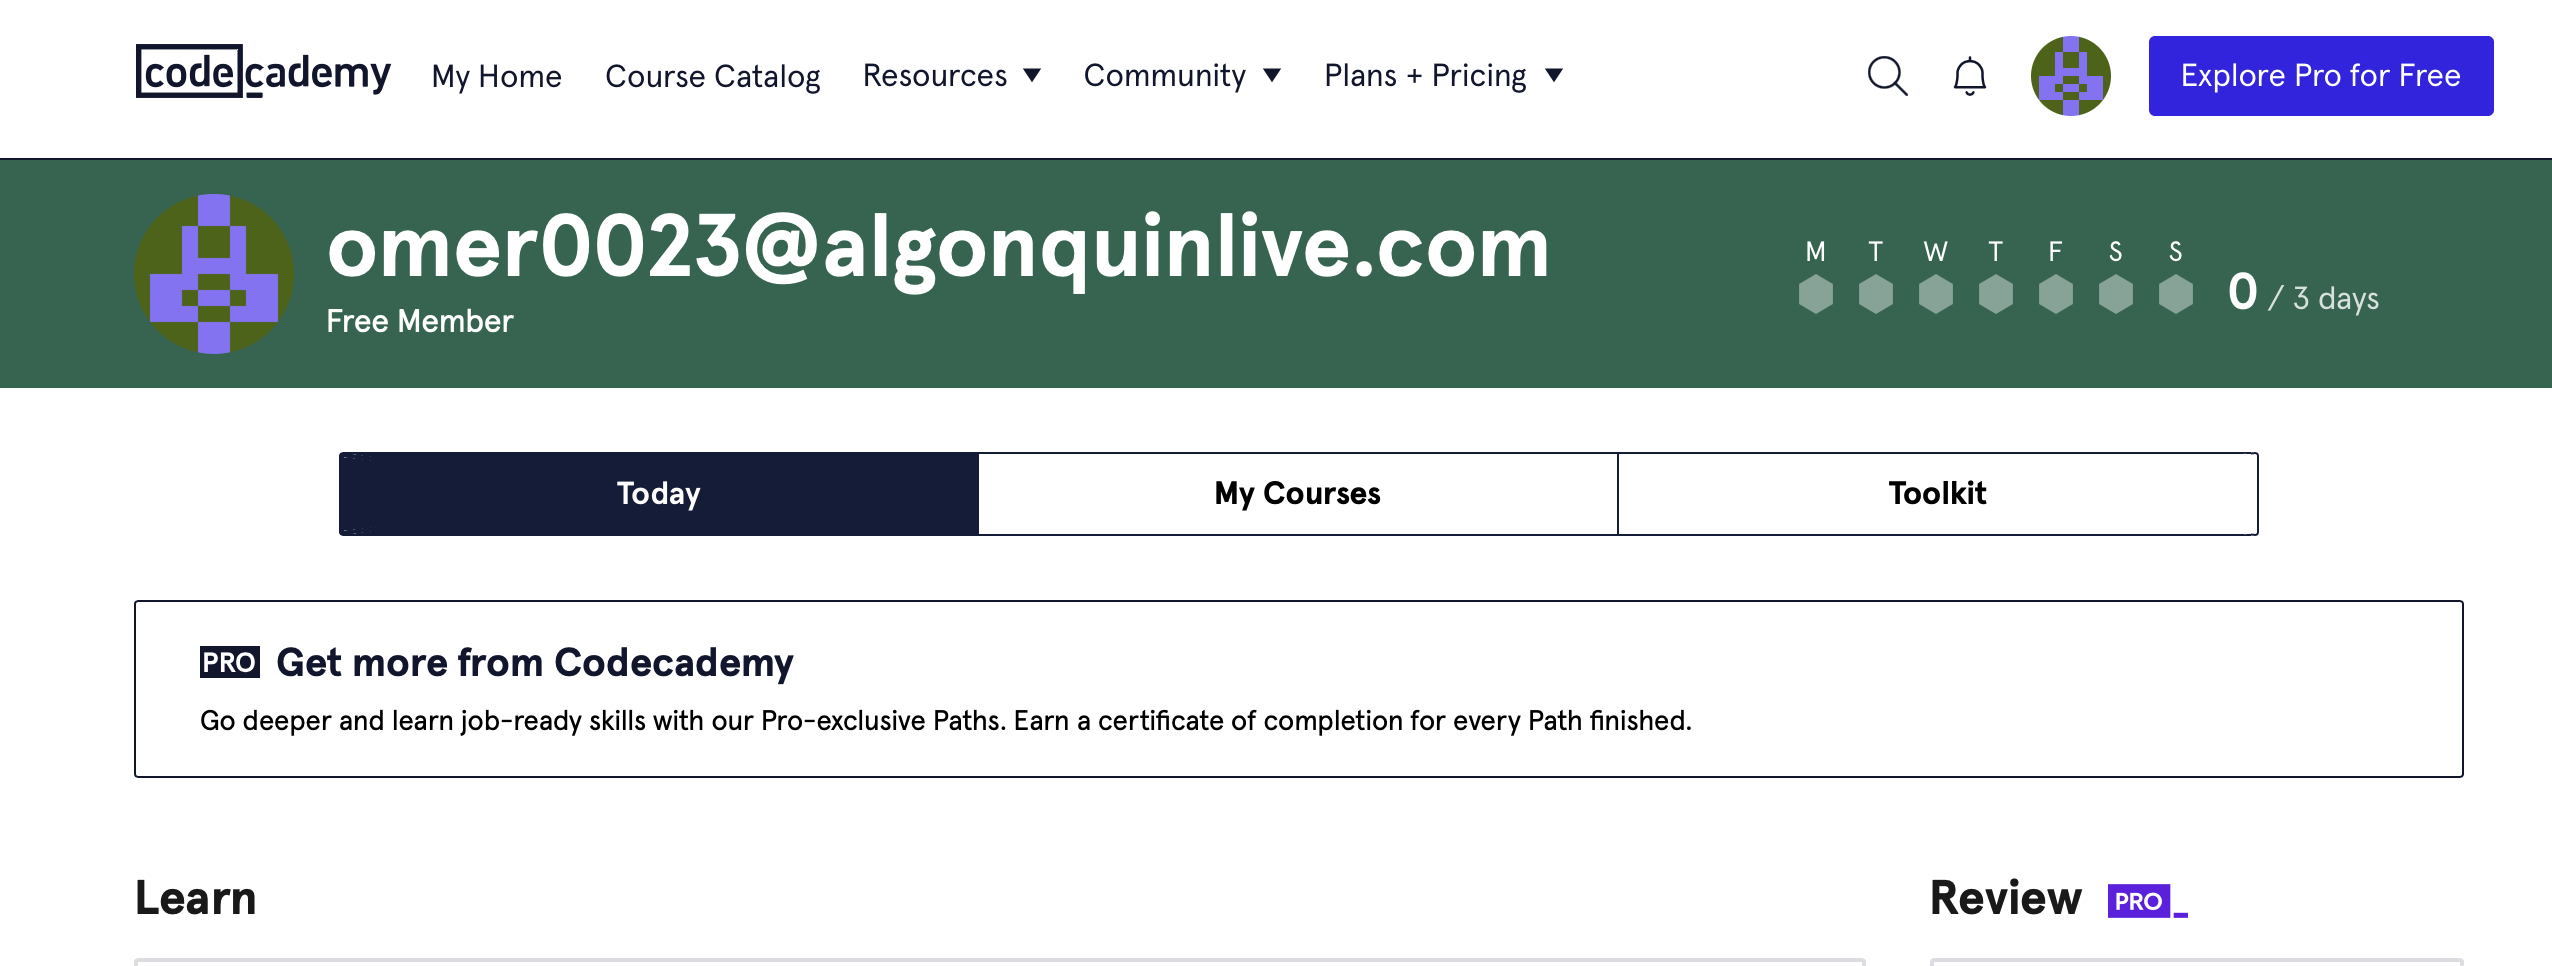 codecademy My Home Course Catalog Resources Community Plans + Pricing Explore Pro for Free
omer0023@algonquinlive.com
Free Member
M T W T F S S
0 / 3 days
Today My Courses Toolkit
PRO Get more from Codecademy
Go deeper and learn job-ready skills with our Pro-exclusive Paths. Earn a certificate of completion for every Path finished.
Learn
Review PRO_